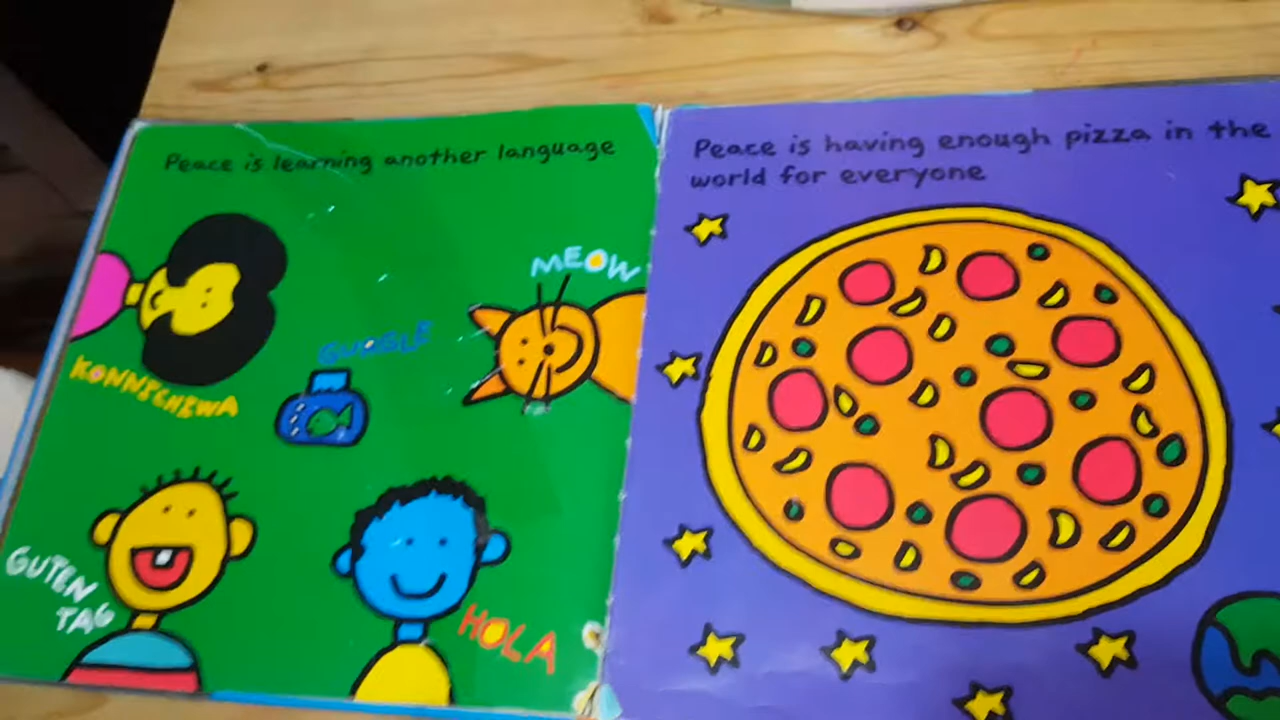 Peace is learning another language
MEOW
GURGLE
KONNICHIWA
GUTEN
TAG
HOLA
Peace is having enough pizza in the
world for everyone